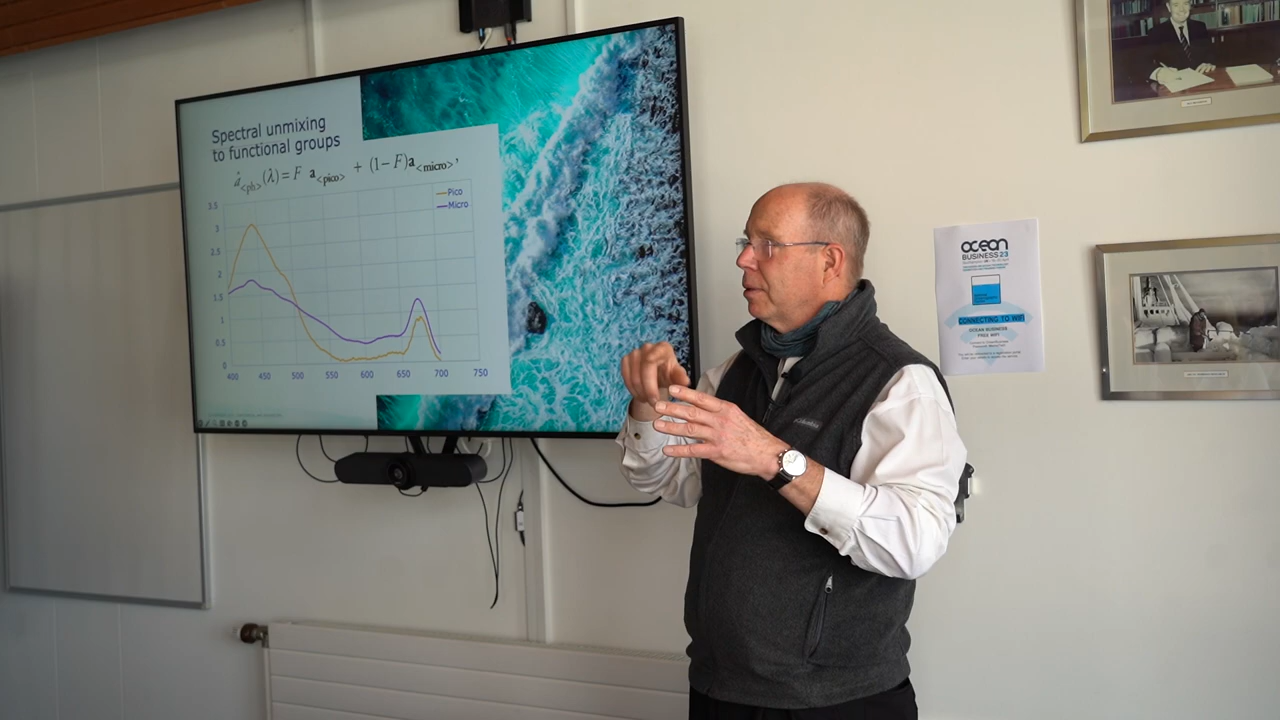 Spectral unmixing
to functional groups
â<ph>(λ) = F a<pico> + (1−F)a<micro>,
Pico
Micro
3.5
3
2.5
2
1.5
1
0.5
0
400 450 500 550 600 650 700 750
ocean
BUSINESS 23
CONNECTING TO WIFI
OCEAN BUSINESS
FREE WIFI